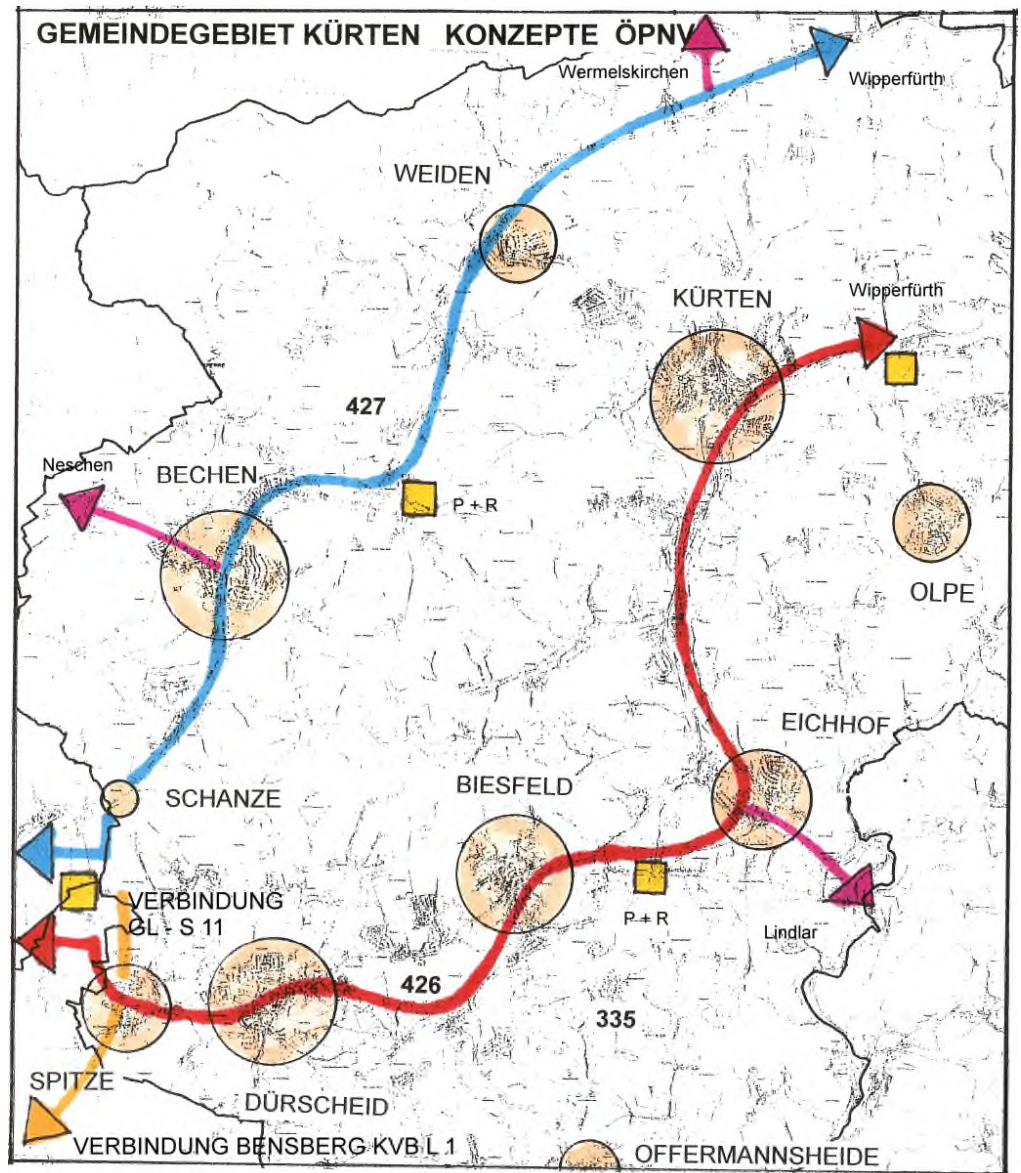 GEMEINDEGEBIET KÜRTEN KONZEPTE ÖPNV
Wermelskirchen
Wipperfürth
WEIDEN
KÜRTEN
Wipperfürth
427
Neschen
BECHEN
P + R
OLPE
EICHHOF
SCHANZE
BIESFELD
VERBINDUNG
GL - S 11
P + R
Lindlar
426
335
SPITZE
DÜRSCHEID
VERBINDUNG BENSBERG KVB L 1
OFFERMANNSHEIDE